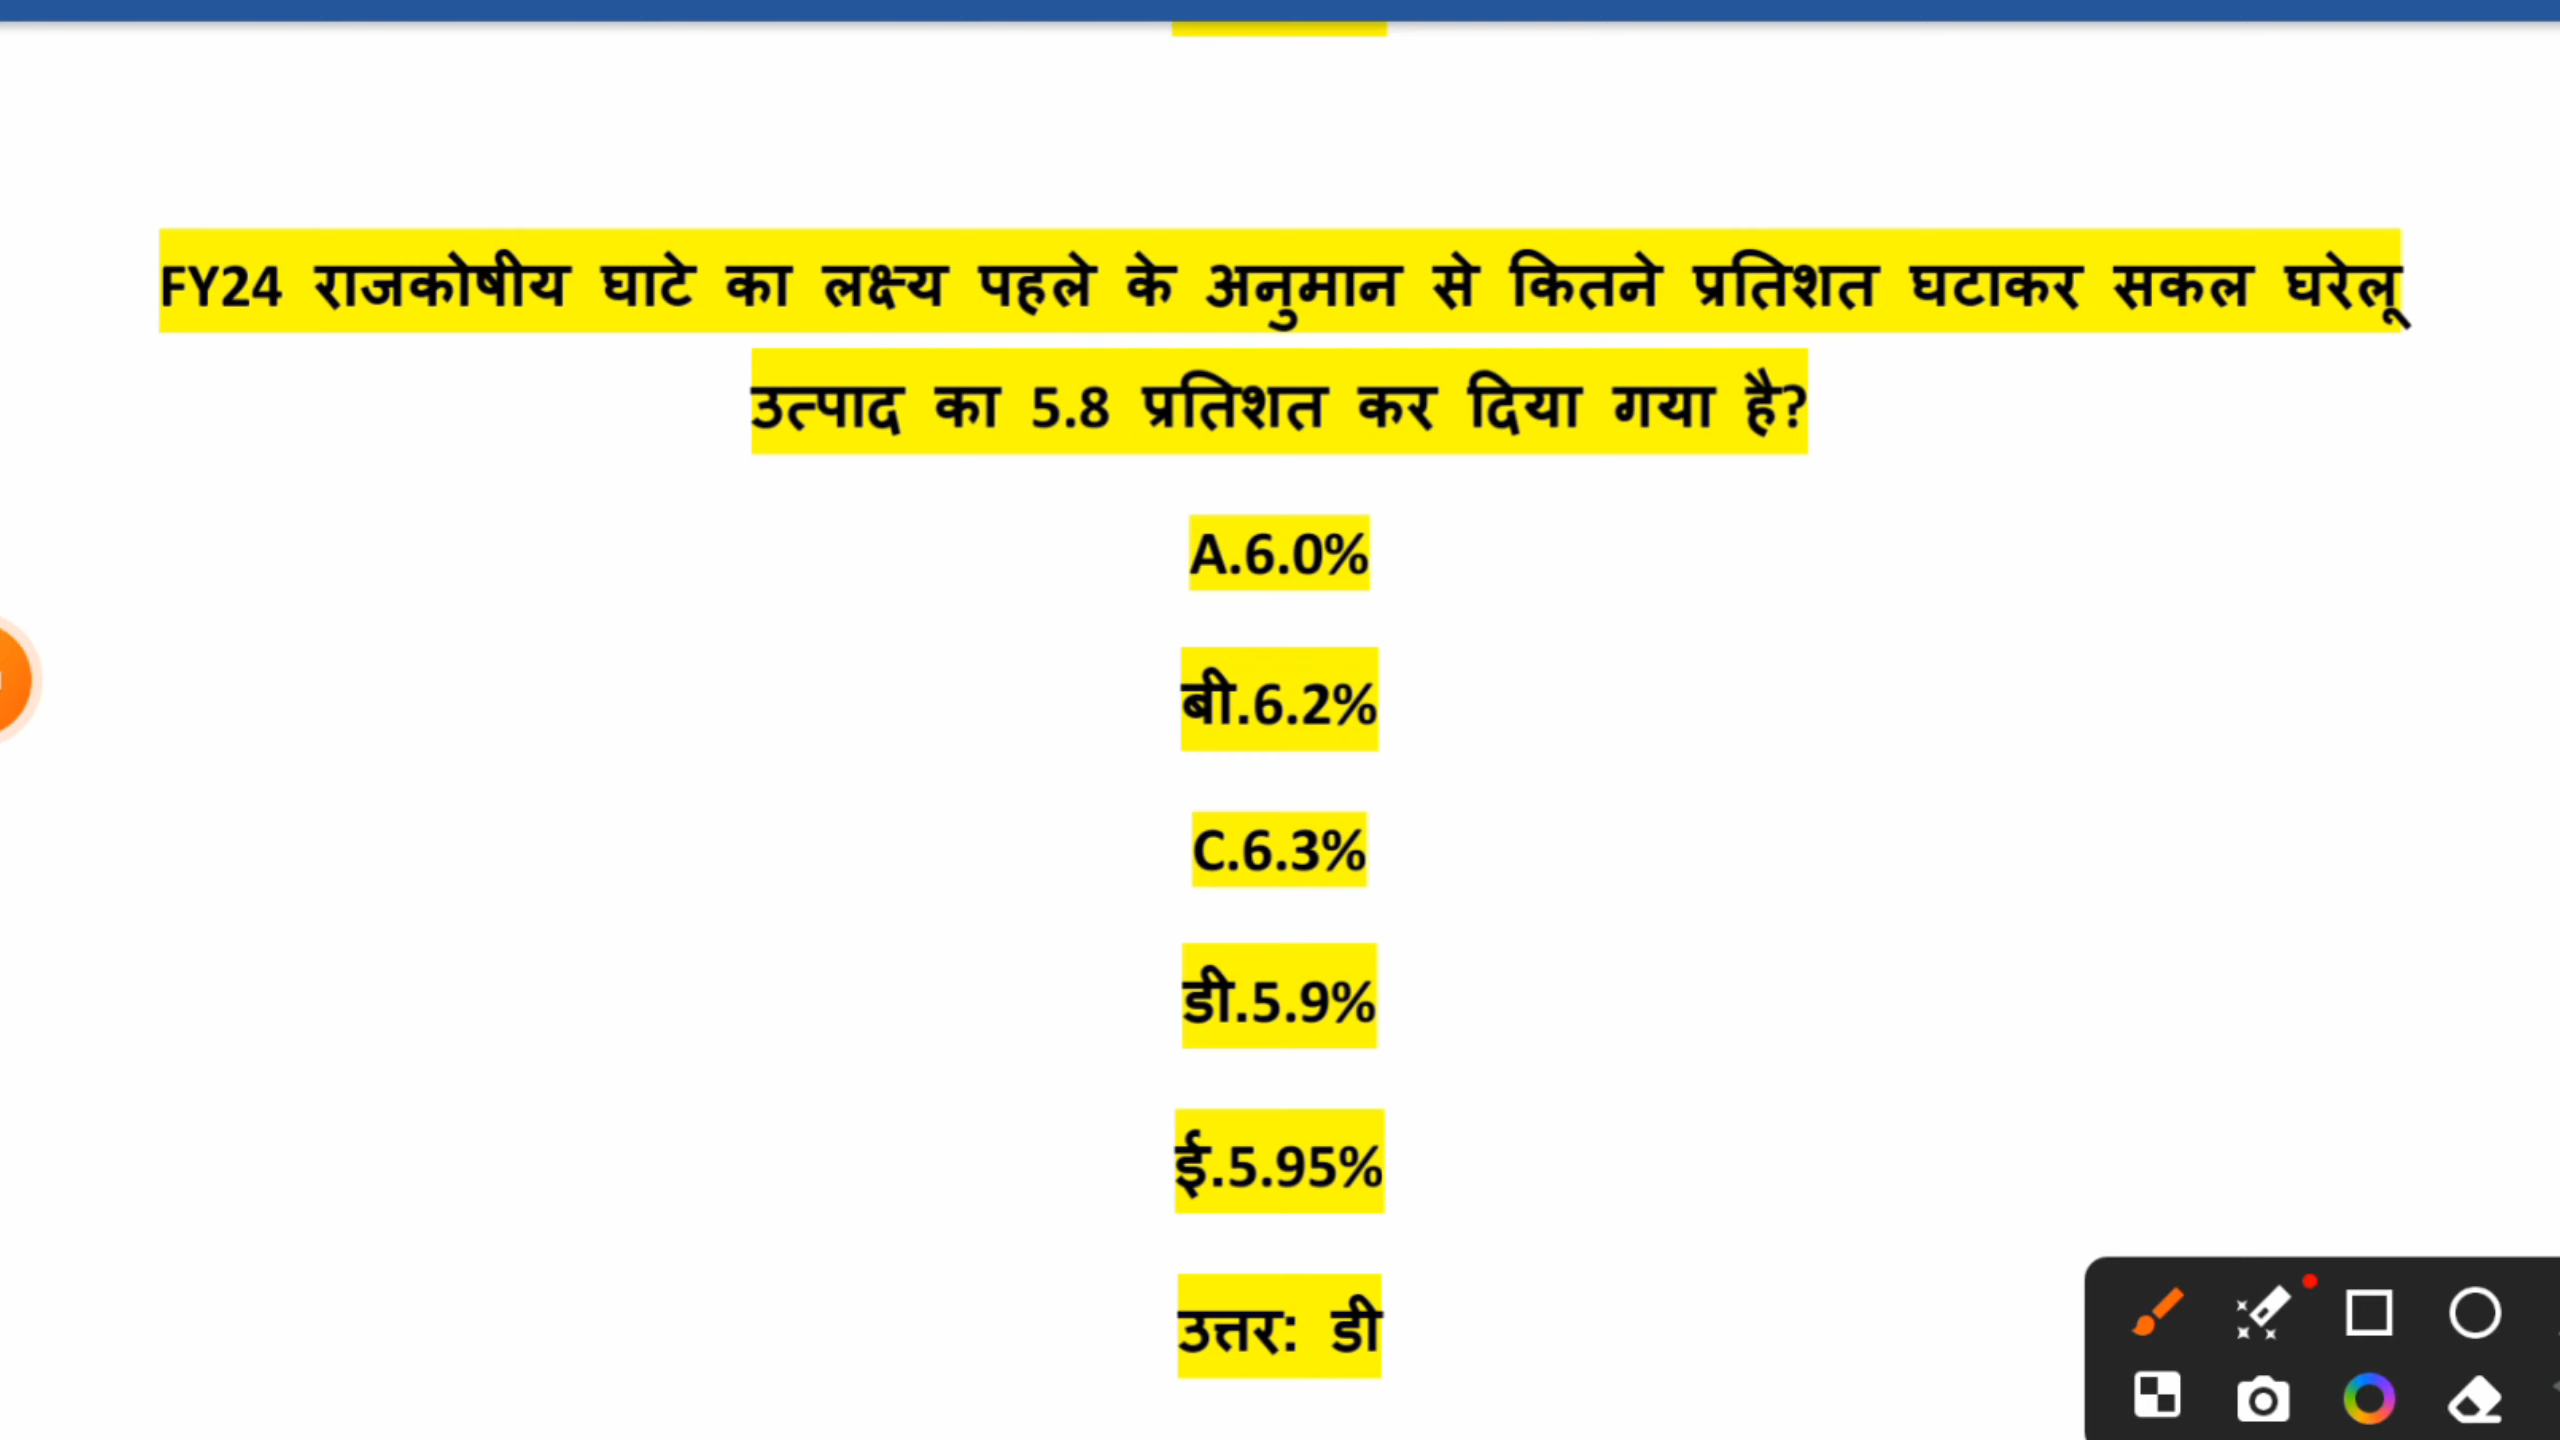 FY24 राजकोषीय घाटे का लक्ष्य पहले के अनुमान से कितने प्रतिशत घटाकर सकल घरेलू
उत्पाद का 5.8 प्रतिशत कर दिया गया है?
A.6.0%
बी.6.2%
C.6.3%
डी.5.9%
ई.5.95%
उत्तर: डी